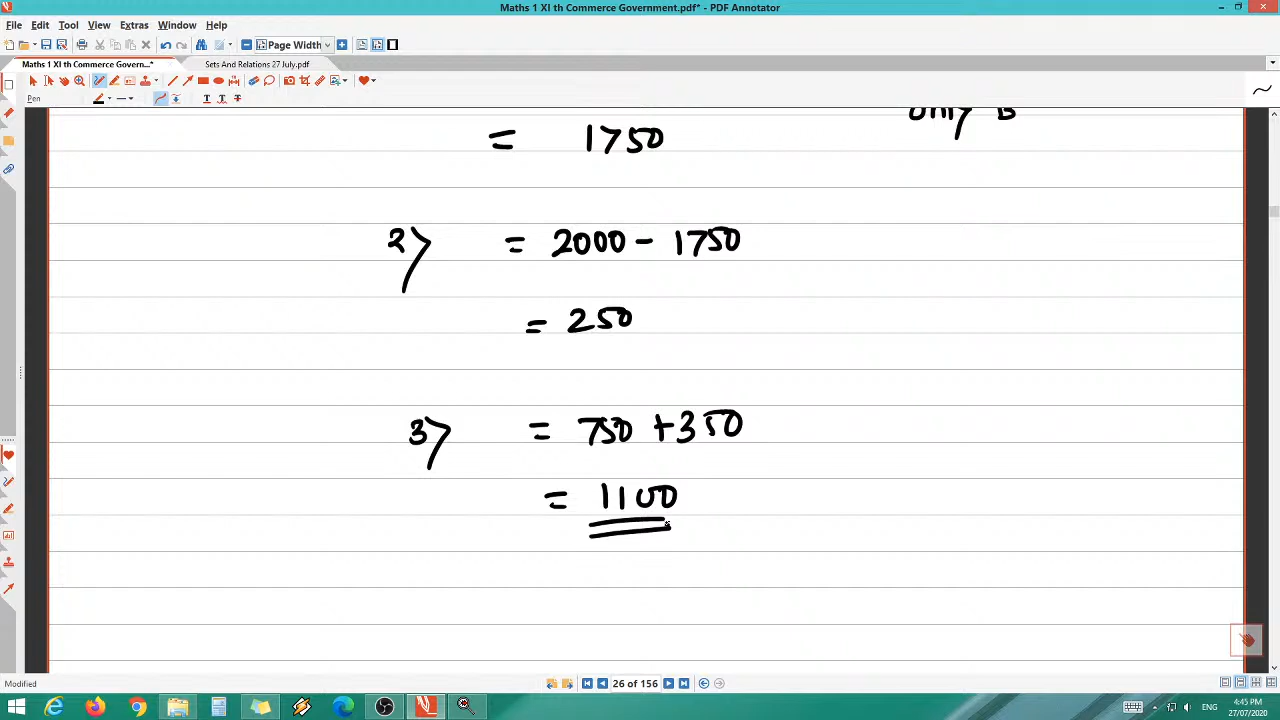 Maths 1 XI th Commerce Government.pdf* - PDF Annotator
File Edit Tool View Extras Window Help
Page Width
Maths 1 XI th Commerce Govern...* Sets And Relations 27 July.pdf
Pen
only B
= 1750
2) = 2000 - 1750
= 250
3) = 750 + 350
= 1100
26 of 156
Modified
ENG
4:45 PM
27/07/2020